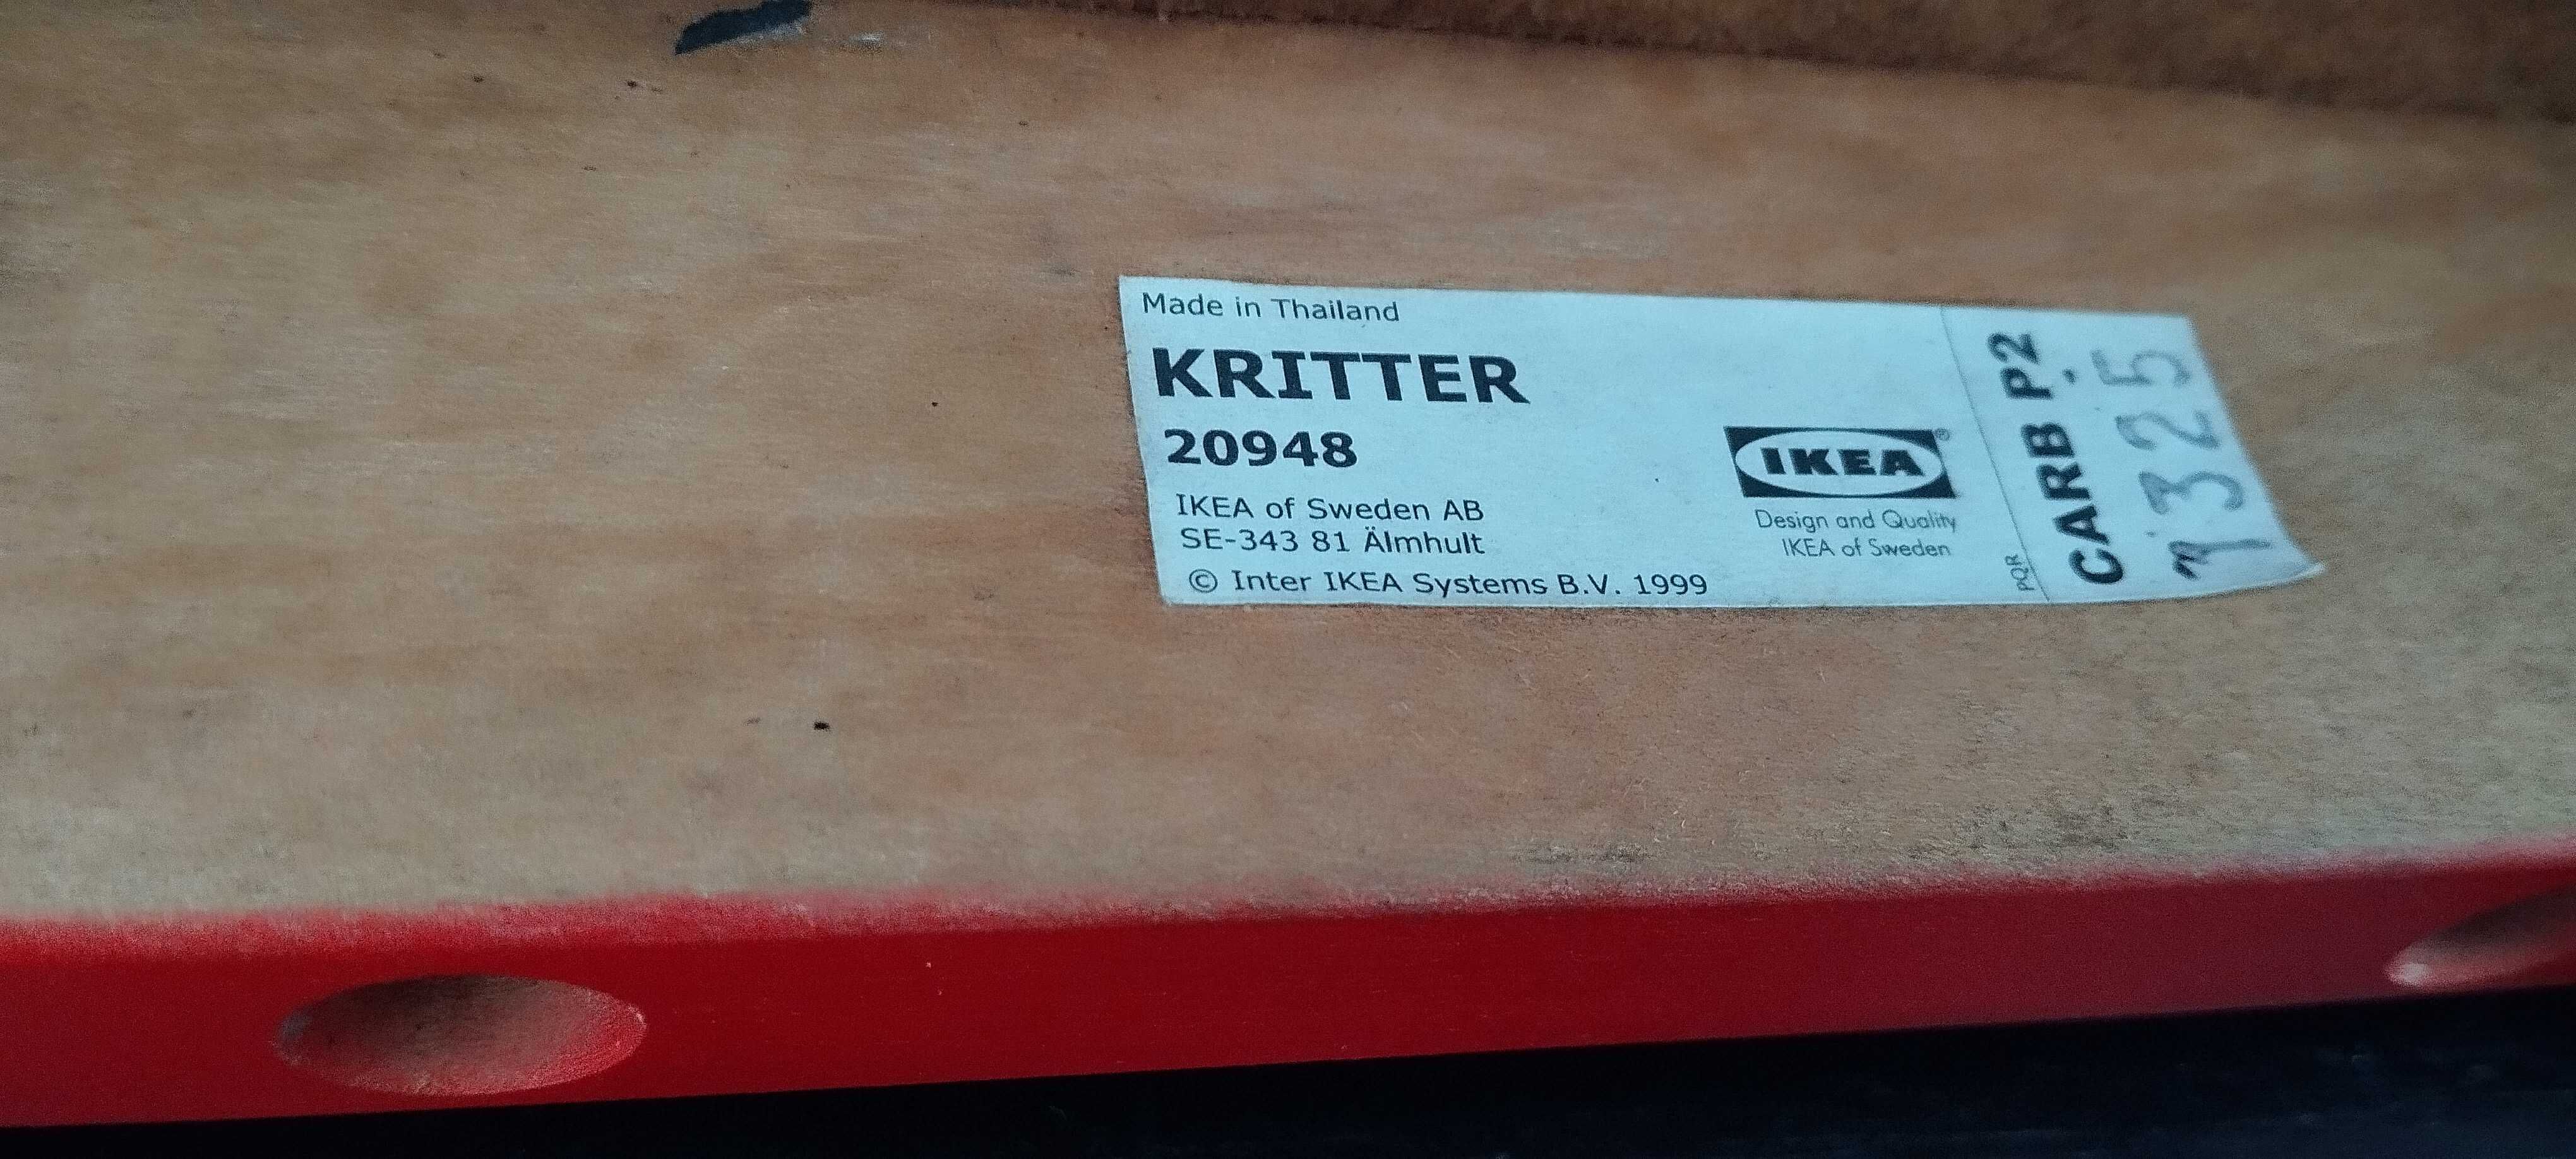 Made in Thailand
KRITTER
20948
IKEA of Sweden AB
SE-343 81 Älmhult
© Inter IKEA Systems B.V. 1999
IKEA®
Design and Quality
IKEA of Sweden
PQR
CARB P2
1325